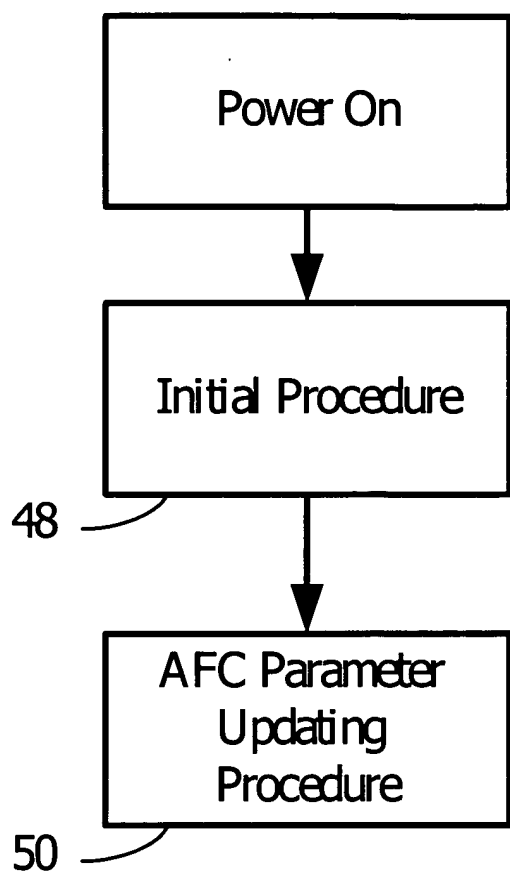 Power On
Initial Procedure
48
AFC Parameter
Updating
Procedure
50